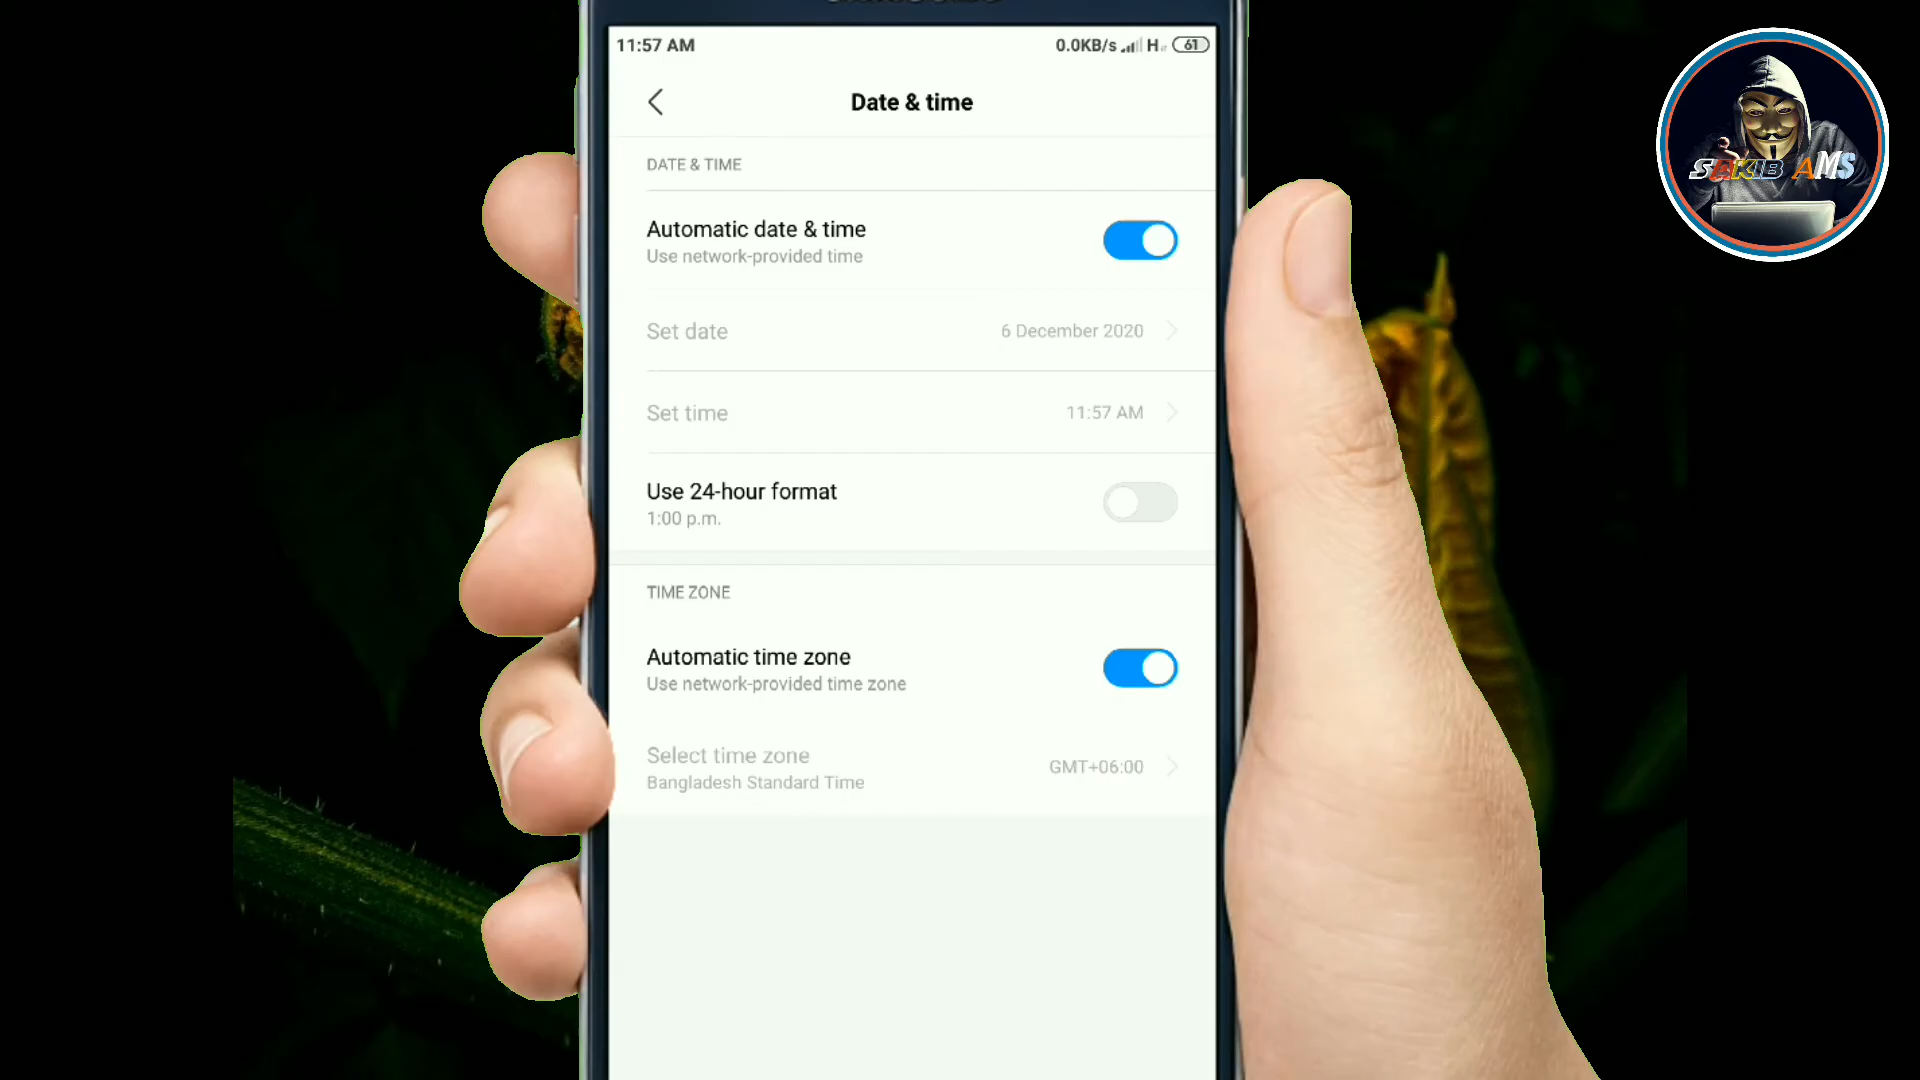 11:57 AM
0.0KB/s H 61
Date & time
DATE & TIME
Automatic date & time
Use network-provided time
Set date
6 December 2020
Set time
11:57 AM
Use 24-hour format
1:00 p.m.
TIME ZONE
Automatic time zone
Use network-provided time zone
Select time zone
GMT+06:00
Bangladesh Standard Time
SAKIB AMS